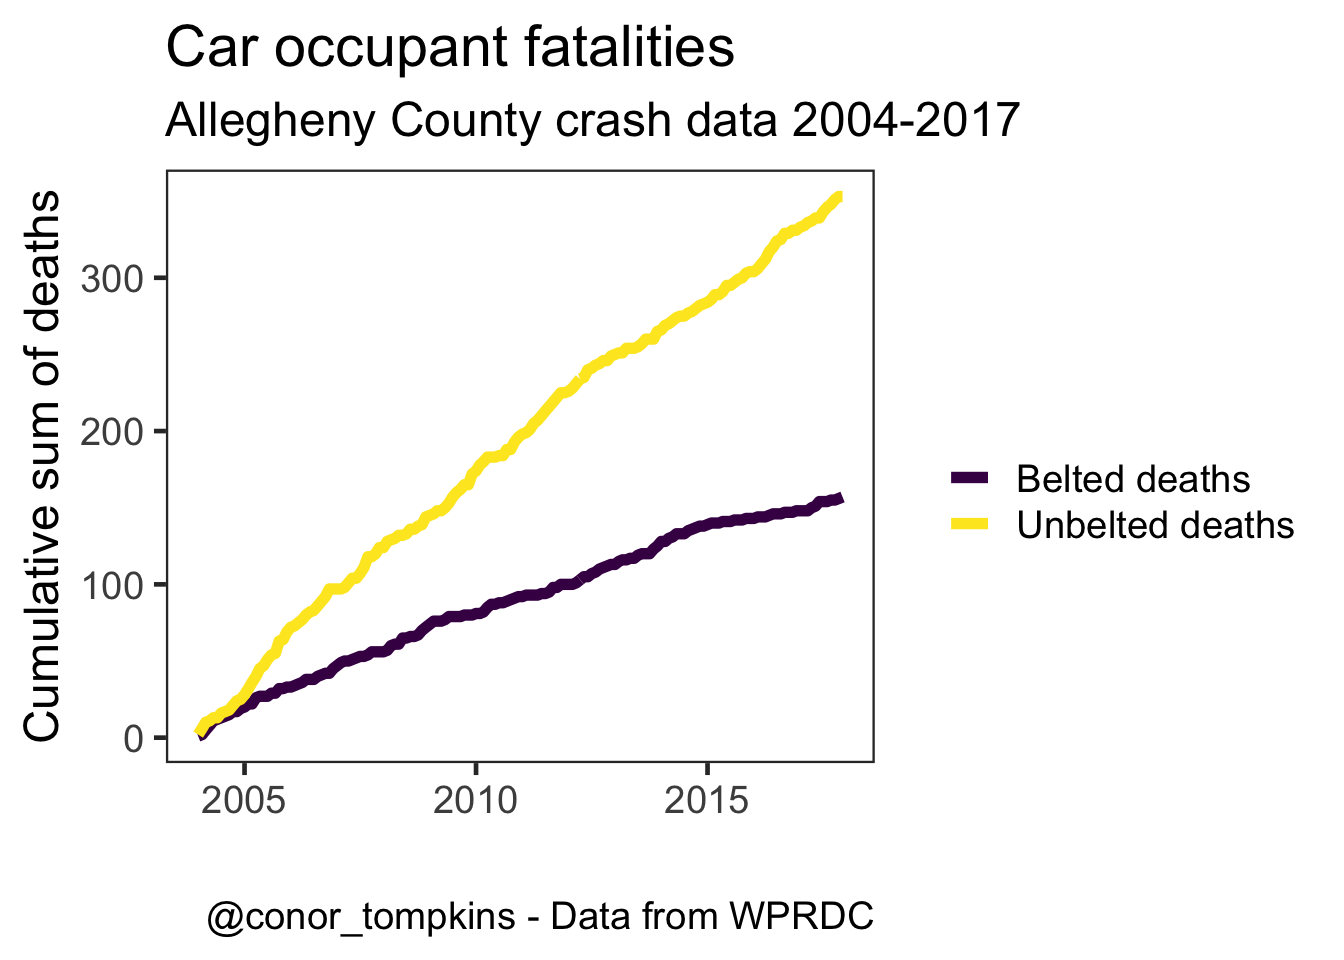 Car occupant fatalities
Allegheny County crash data 2004-2017
Cumulative sum of deaths
300
200
100
0
2005
2010
2015
Belted deaths
Unbelted deaths
@conor_tompkins - Data from WPRDC